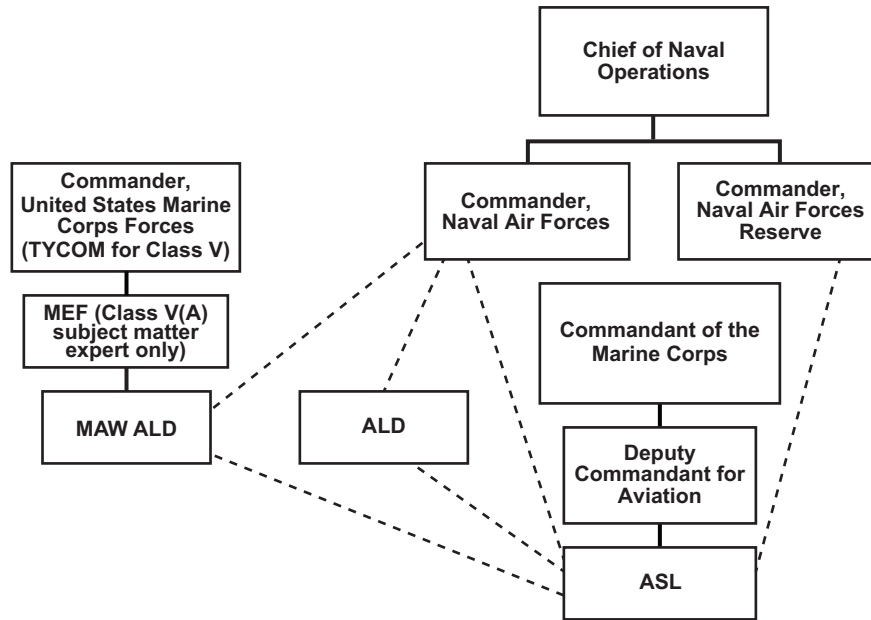 Chief of Naval
Operations
Commander,
United States Marine
Corps Forces
(TYCOM for Class V)
Commander,
Naval Air Forces
Commander,
Naval Air Forces
Reserve
MEF (Class V(A)
subject matter
expert only)
Commandant of the
Marine Corps
MAW ALD
ALD
Deputy
Commandant for
Aviation
ASL